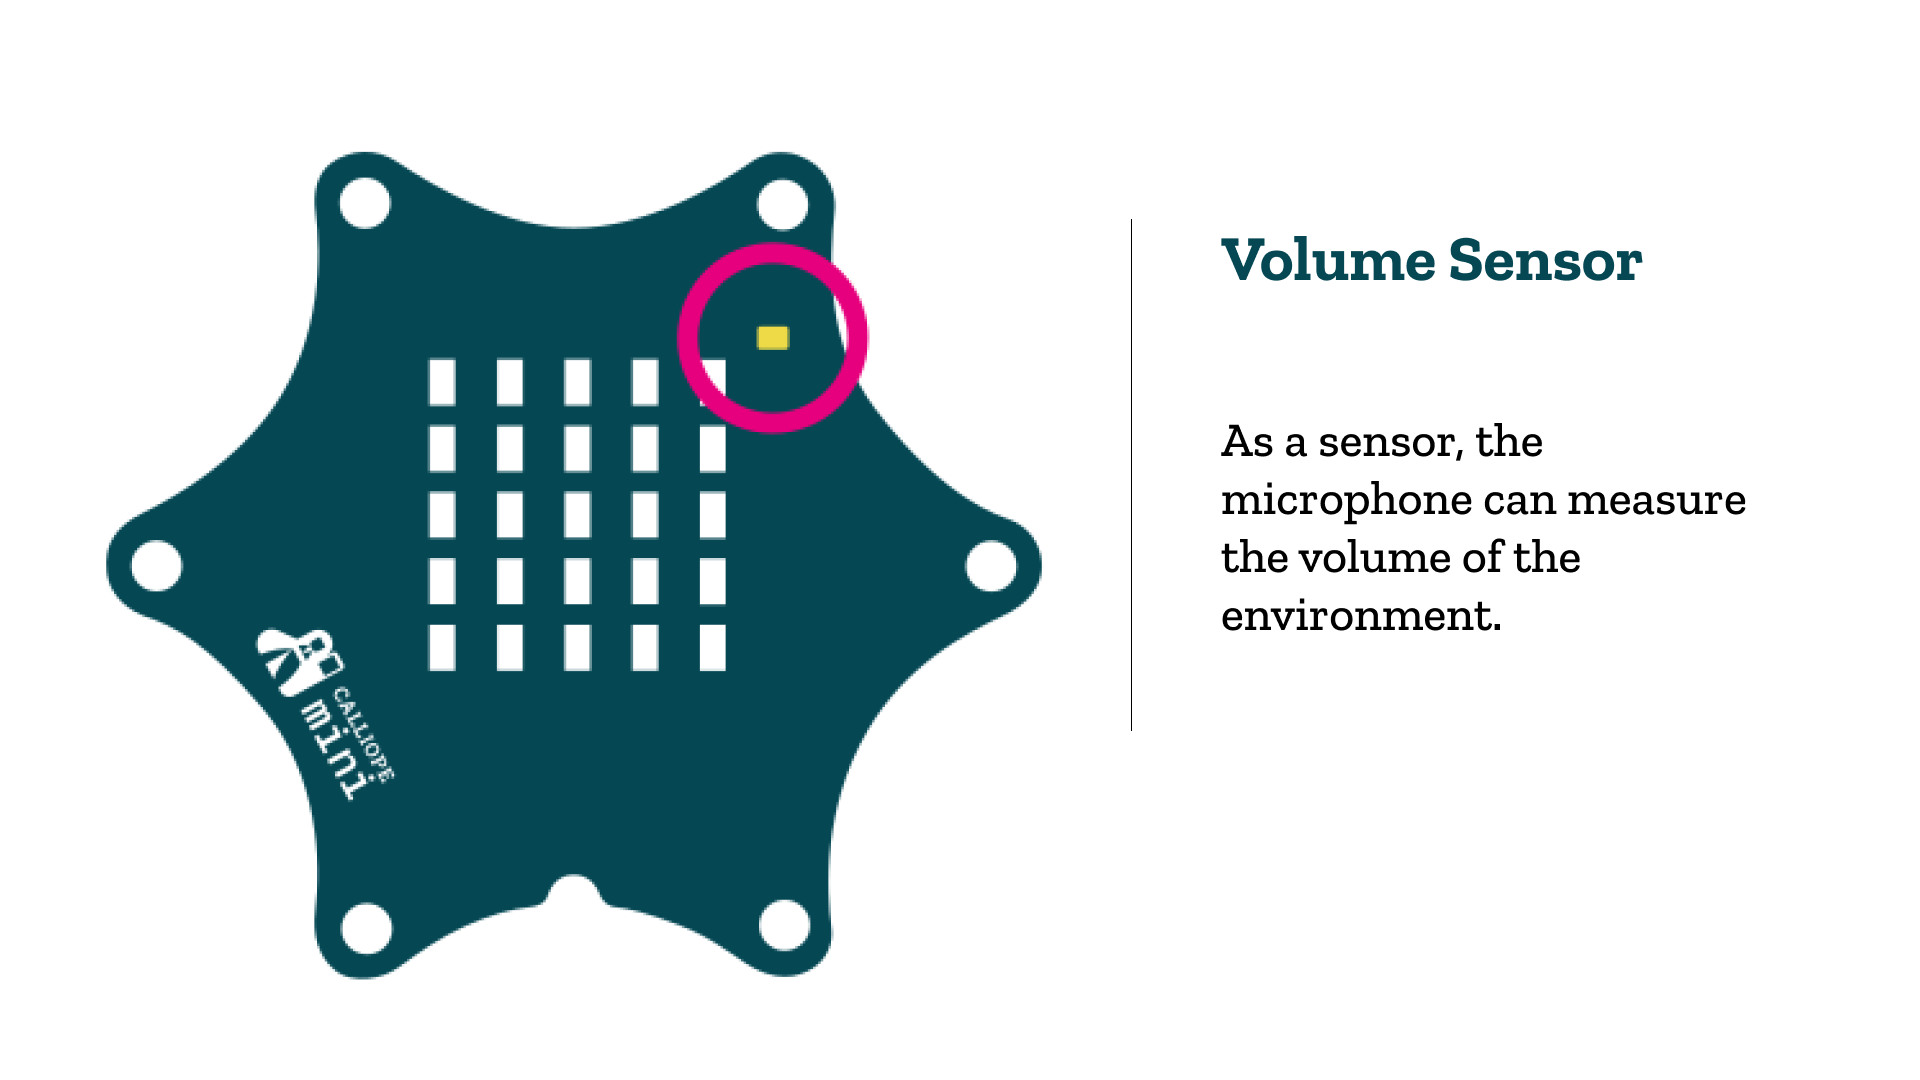 Volume Sensor
As a sensor, the
microphone can measure
the volume of the
environment.
CALLIOPE
mini